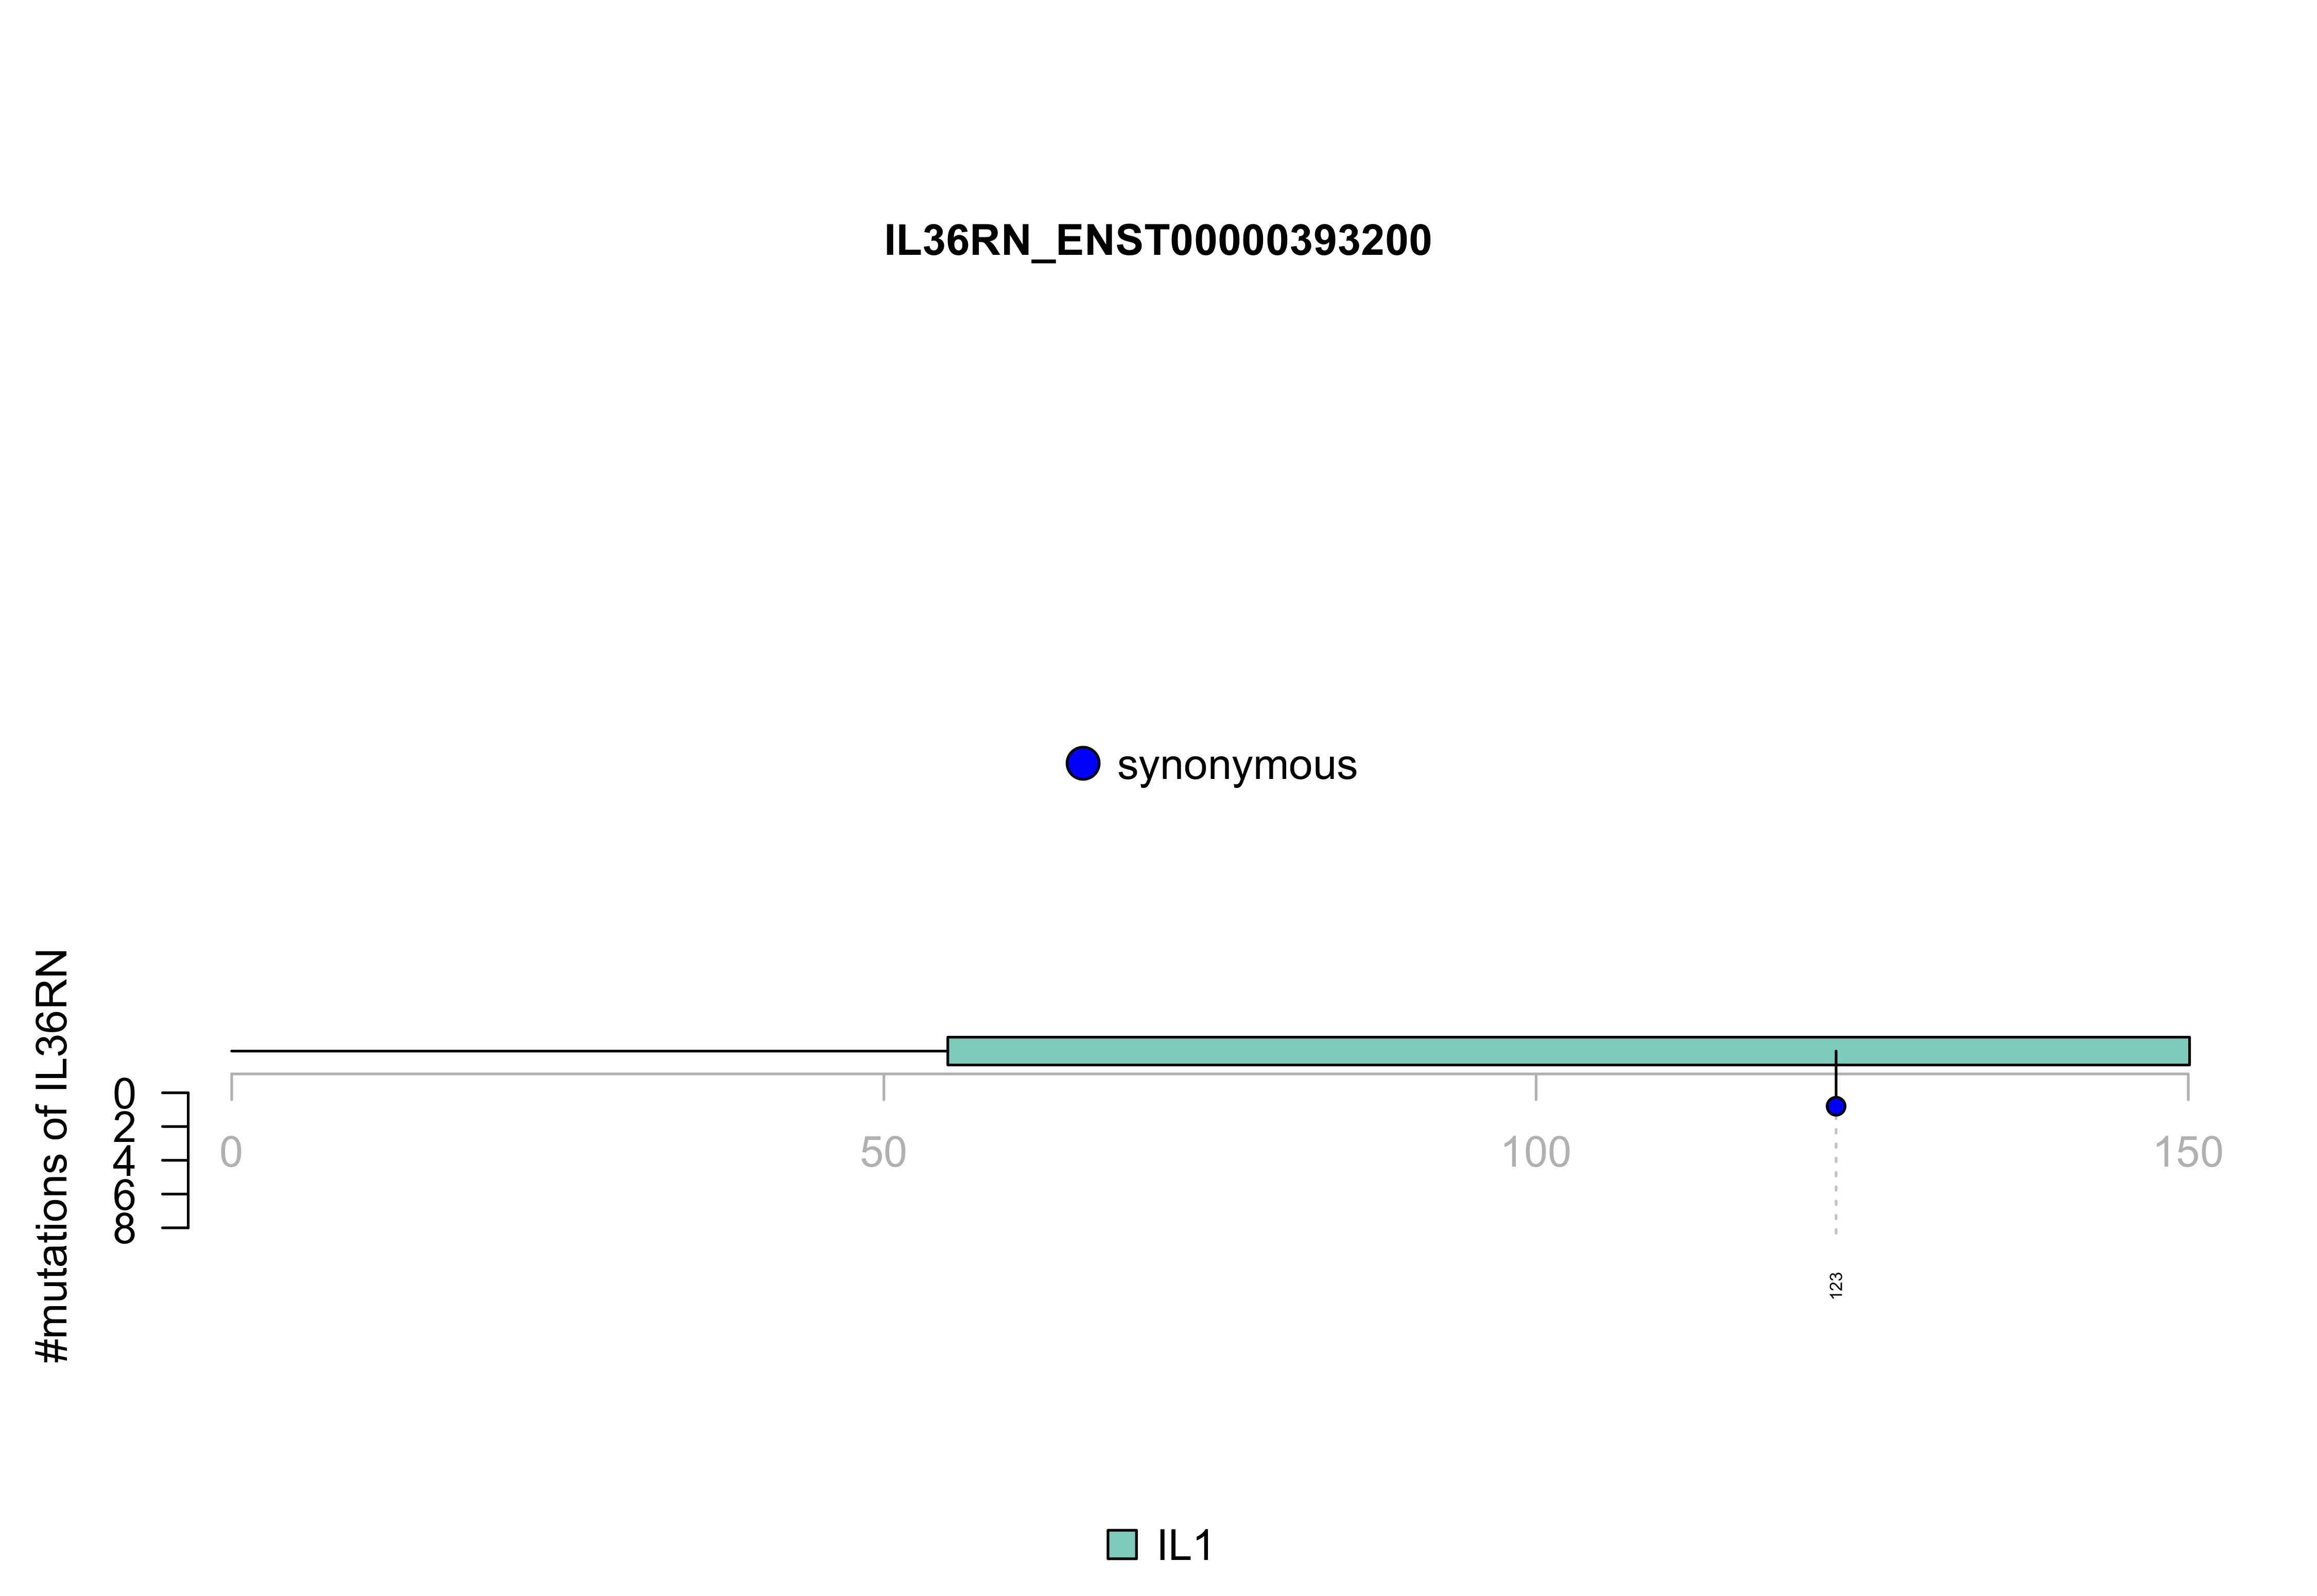 IL36RN_ENST00000393200
synonymous
#mutations of IL36RN
0
2
4
6
8
0 50 100 150
123
IL1